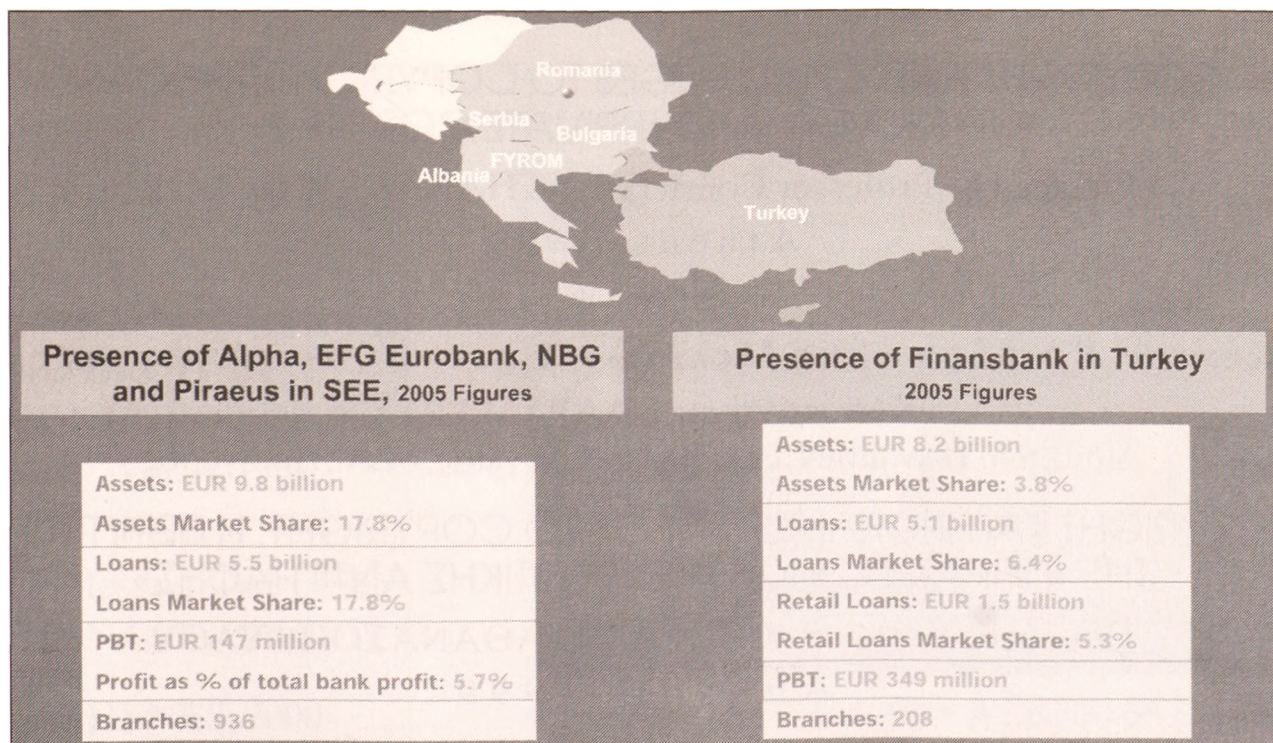 Romania
Serbia
Bulgaria
FYROM
Albania
Turkey
Presence of Alpha, EFG Eurobank, NBG
and Piraeus in SEE, 2005 Figures
Assets: EUR 9.8 billion
Assets Market Share: 17.8%
Loans: EUR 5.5 billion
Loans Market Share: 17.8%
PBT: EUR 147 million
Profit as % of total bank profit: 5.7%
Branches: 936
Presence of Finansbank in Turkey
2005 Figures
Assets: EUR 8.2 billion
Assets Market Share: 3.8%
Loans: EUR 5.1 billion
Loans Market Share: 6.4%
Retail Loans: EUR 1.5 billion
Retail Loans Market Share: 5.3%
PBT: EUR 349 million
Branches: 208